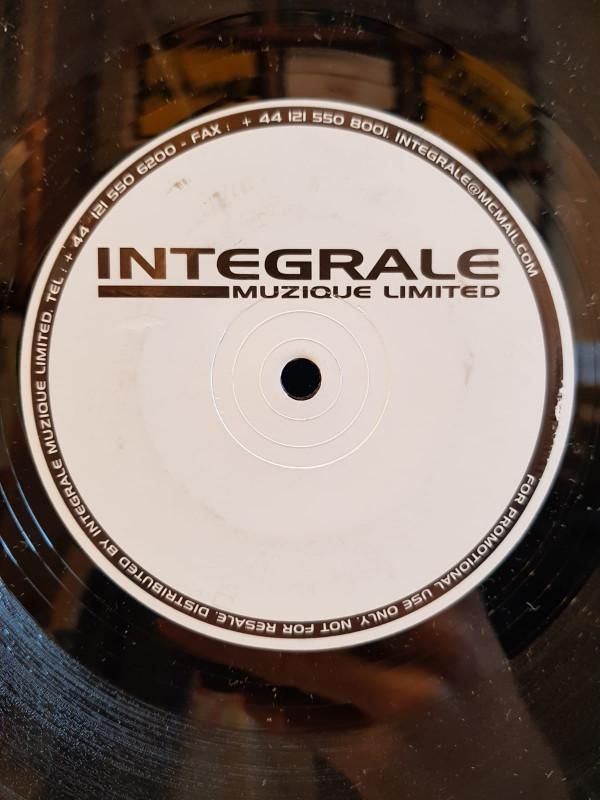 INTEGRALE
MUZIQUE LIMITED
FOR PROMOTIONAL USE ONLY. NOT FOR RESALE. DISTRIBUTED BY INTEGRALE MUZIQUE LIMITED. TEL : + 44 121 550 6200 - FAX : + 44 121 550 8001. INTEGRALE@MCMAIL.COM